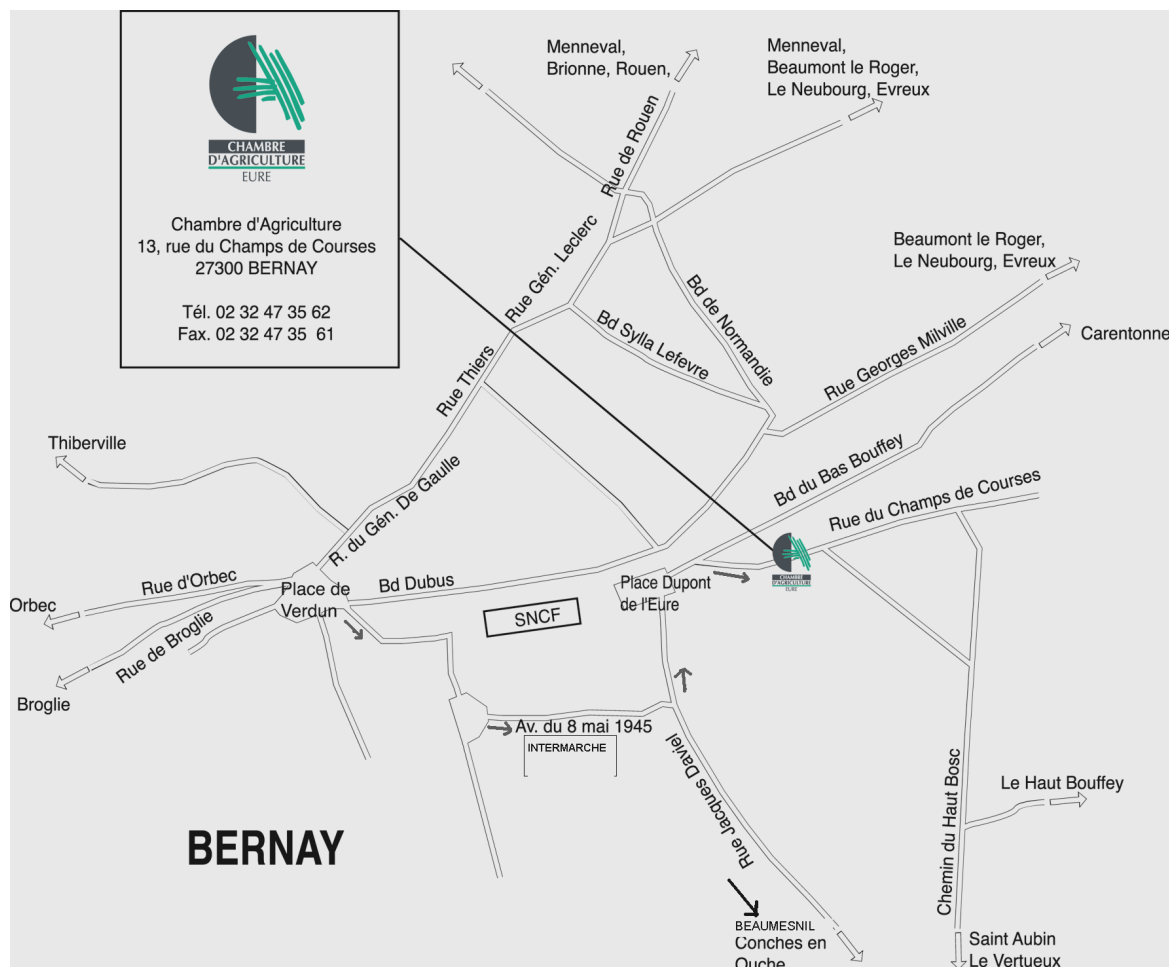 CHAMBRE
D'AGRICULTURE
EURE
Chambre d'Agriculture
13, rue du Champs de Courses
27300 BERNAY
Tél. 02 32 47 35 62
Fax. 02 32 47 35  61
Menneval,
Brionne, Rouen,
Menneval,
Beaumont le Roger,
Le Neubourg, Evreux
Rue de Rouen
Rue Gén. Leclerc
Beaumont le Roger,
Le Neubourg, Evreux
Bd de Normandie
Bd Sylla Lefevre
Carentonne
Rue Georges Milville
Rue Thiers
Thiberville
Bd du Bas Bouffey
Rue du Champs de Courses
R. du Gén. De Gaulle
CHAMBRE
D'AGRICULTURE
EURE
Rue d'Orbec
Place de
Verdun
Bd Dubus
Place Dupont
de l'Eure
Orbec
SNCF
Rue de Broglie
Broglie
Av. du 8 mai 1945
INTERMARCHE
Rue Jacques Daviel
Chemin du Haut Bosc
Le Haut Bouffey
BERNAY
BEAUMESNIL
Conches en
Ouche
Saint Aubin
Le Vertueux